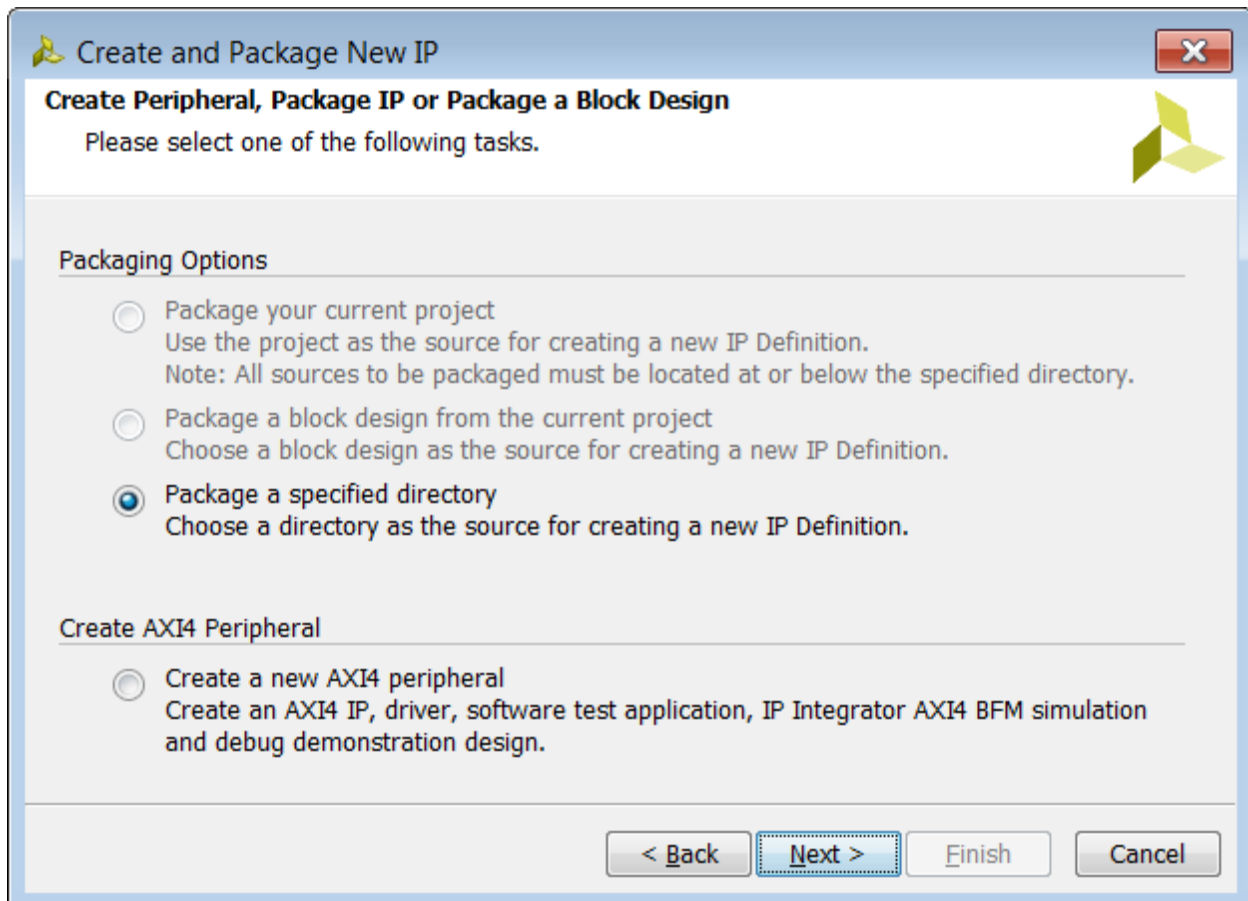 Create and Package New IP
Create Peripheral, Package IP or Package a Block Design
Please select one of the following tasks.
Packaging Options
Package your current project
Use the project as the source for creating a new IP Definition.
Note: All sources to be packaged must be located at or below the specified directory.
Package a block design from the current project
Choose a block design as the source for creating a new IP Definition.
Package a specified directory
Choose a directory as the source for creating a new IP Definition.
Create AXI4 Peripheral
Create a new AXI4 peripheral
Create an AXI4 IP, driver, software test application, IP Integrator AXI4 BFM simulation
and debug demonstration design.
< Back Next > Finish Cancel